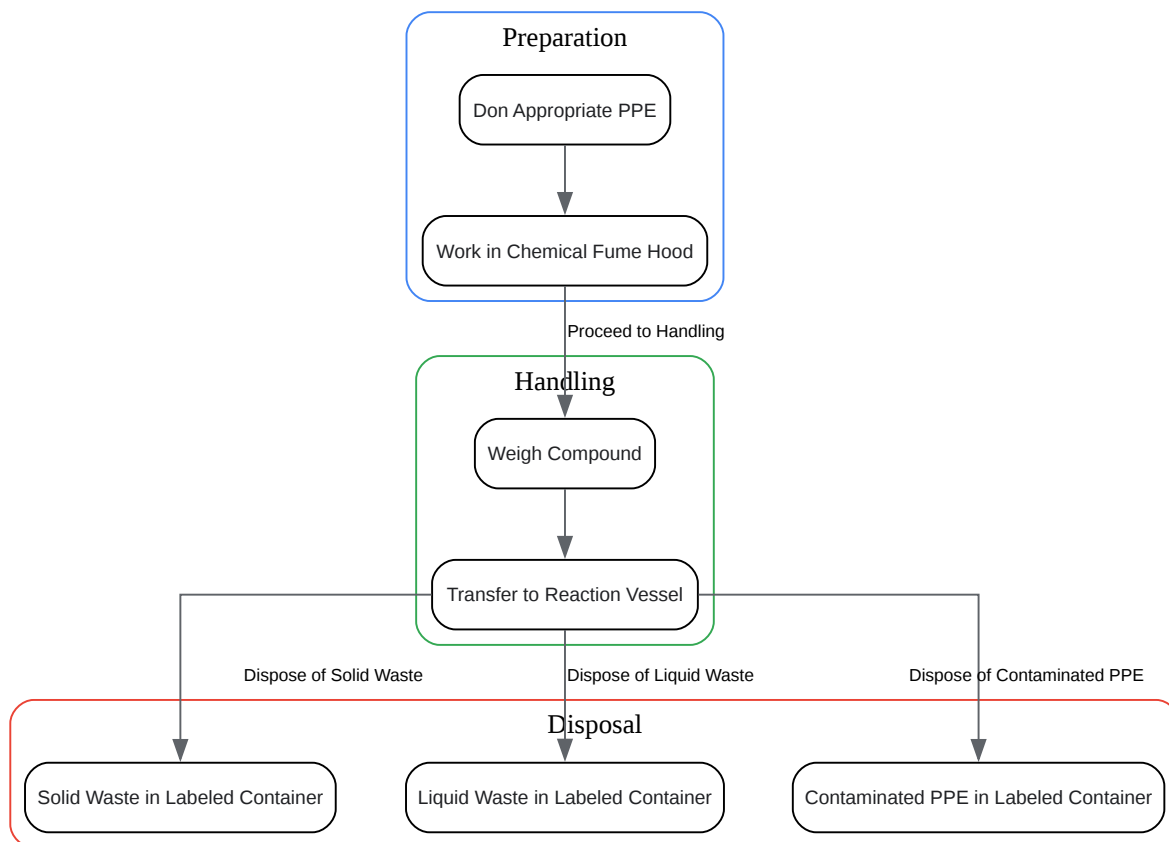 Preparation
Don Appropriate PPE
Work in Chemical Fume Hood
Proceed to Handling
Handling
Weigh Compound
Transfer to Reaction Vessel
Dispose of Solid Waste
Dispose of Liquid Waste
Dispose of Contaminated PPE
Disposal
Solid Waste in Labeled Container
Liquid Waste in Labeled Container
Contaminated PPE in Labeled Container